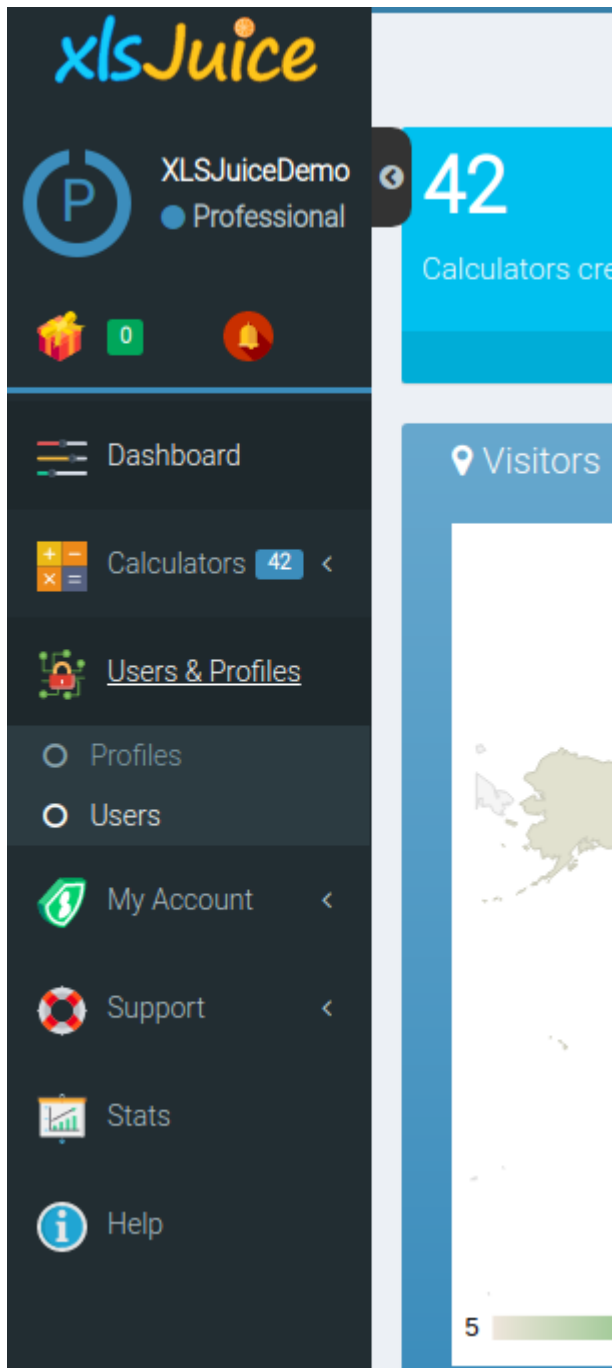 xlsJuice
P
XLSJuiceDemo
Professional
0
Dashboard
Calculators 42
Users & Profiles
Profiles
Users
My Account
Support
Stats
Help
42
Calculators cre
Visitors
5